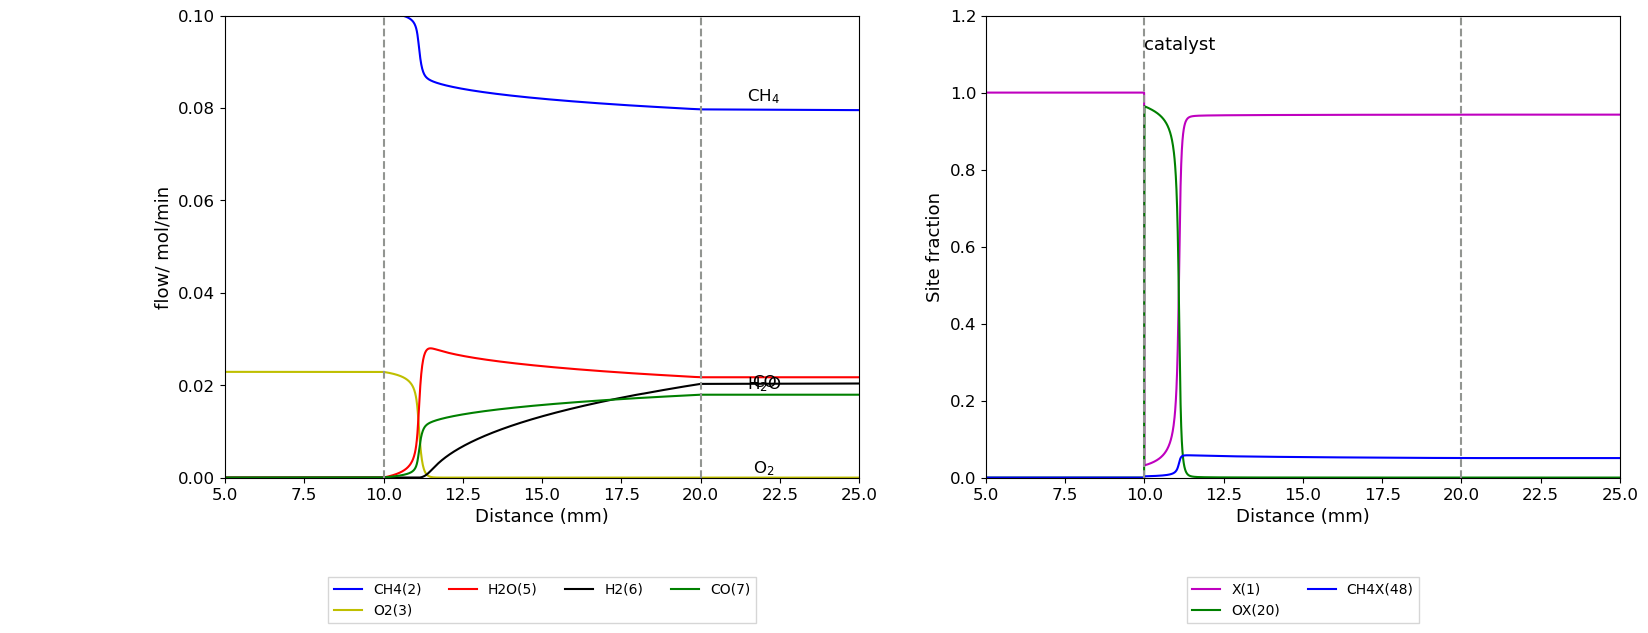 0.10
0.08
0.06
0.04
0.02
0.00
flow/ mol/min
CH4
CO
H2O
O2
5.0 7.5 10.0 12.5 15.0 17.5 20.0 22.5 25.0
Distance (mm)
CH4(2) H2O(5) H2(6) CO(7)
O2(3)
1.2
1.0
0.8
0.6
0.4
0.2
0.0
Site fraction
catalyst
5.0 7.5 10.0 12.5 15.0 17.5 20.0 22.5 25.0
Distance (mm)
X(1) CH4X(48)
OX(20)